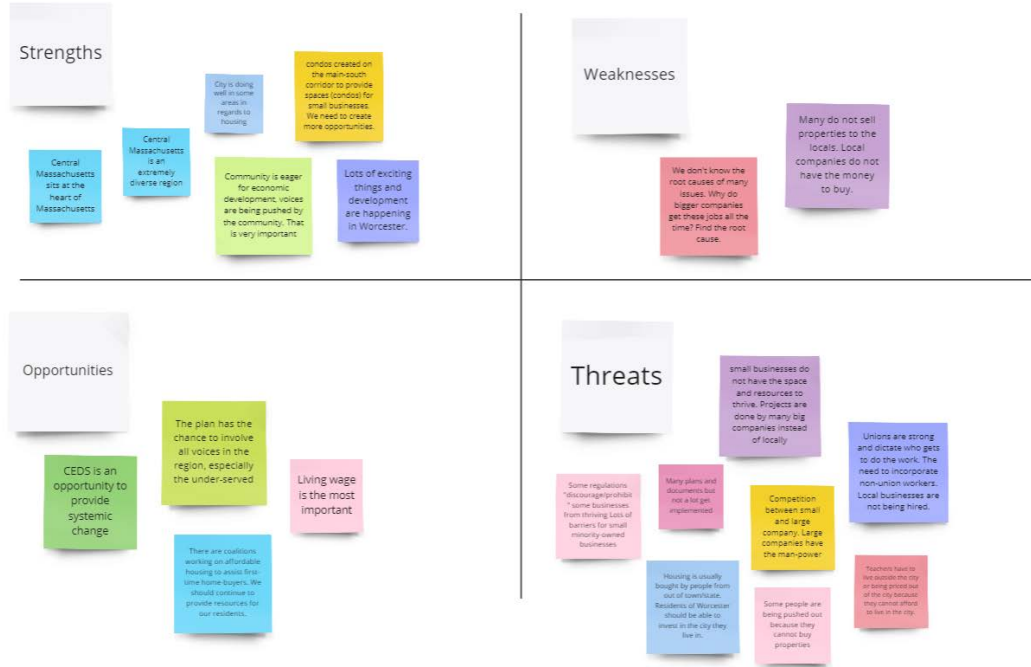 Strengths
City is doing
well in some
areas in
regards to
housing
condos created on
the main-south
corridor to provide
spaces (condos) for
small businesses.
We need to create
more opportunities.
Central
Massachusetts
sits at the
heart of
Massachusetts
Central
Massachusetts
is an
extremely
diverse region
Community is eager
for economic
development, voices
are being pushed by
the community. That
is very important
Lots of exciting
things and
development
are happening
in Worcester.
Weaknesses
We don't know the
root causes of many
issues. Why do
bigger companies
get these jobs all the
time? Find the root
cause.
Many do not sell
properties to the
locals. Local
companies do not
have the money
to buy.
Opportunities
CEDS is an
opportunity to
provide
systemic
change
The plan has the
chance to involve
all voices in the
region, especially
the under-served
Living wage
is the most
important
There are coalitions
working on affordable
housing to assist first-
time home-buyers. We
should continue to
provide resources for
our residents.
Threats
small businesses do
not have the space
and resources to
thrive. Projects are
done by many big
companies instead
of locally
Unions are strong
and dictate who gets
to do the work. The
need to incorporate
non-union workers.
Local businesses are
not being hired.
Some regulations
"discourage/prohibit
" some businesses
from thriving Lots of
barriers for small
minority-owned
businesses
Many plans and
documents but
not a lot get
implemented
Competition
between small
and large
company. Large
companies have
the man-power
Housing is usually
bought by people from
out of town/state.
Residents of Worcester
should be able to
invest in the city they
live in.
Some people are
being pushed out
because they
cannot buy
properties
Teachers have to
live outside the city
or being priced out
of the city because
they cannot afford
to live in the city.